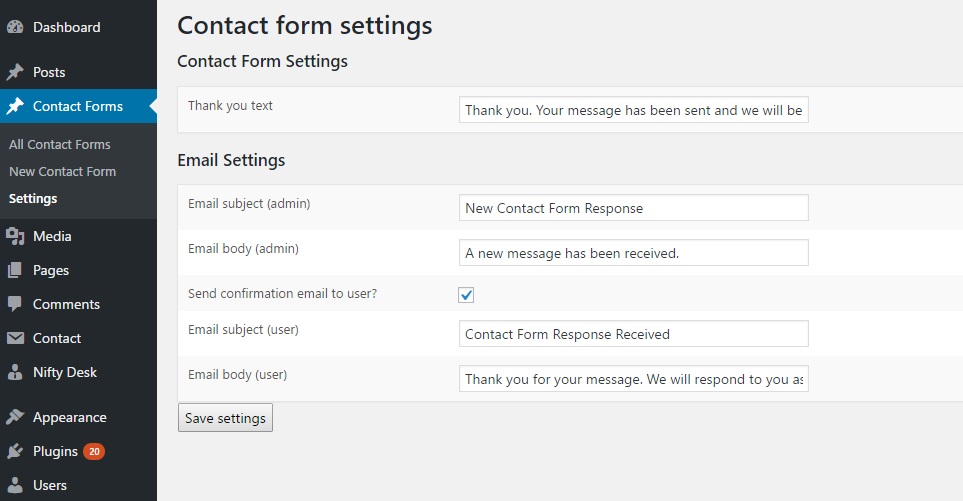 Dashboard
Posts
Contact Forms
All Contact Forms
New Contact Form
Settings
Media
Pages
Comments
Contact
Nifty Desk
Appearance
Plugins 20
Users
Contact form settings
Contact Form Settings
Thank you text
Thank you. Your message has been sent and we will be
Email Settings
Email subject (admin)
New Contact Form Response
Email body (admin)
A new message has been received.
Send confirmation email to user?
Email subject (user)
Contact Form Response Received
Email body (user)
Thank you for your message. We will respond to you as
Save settings